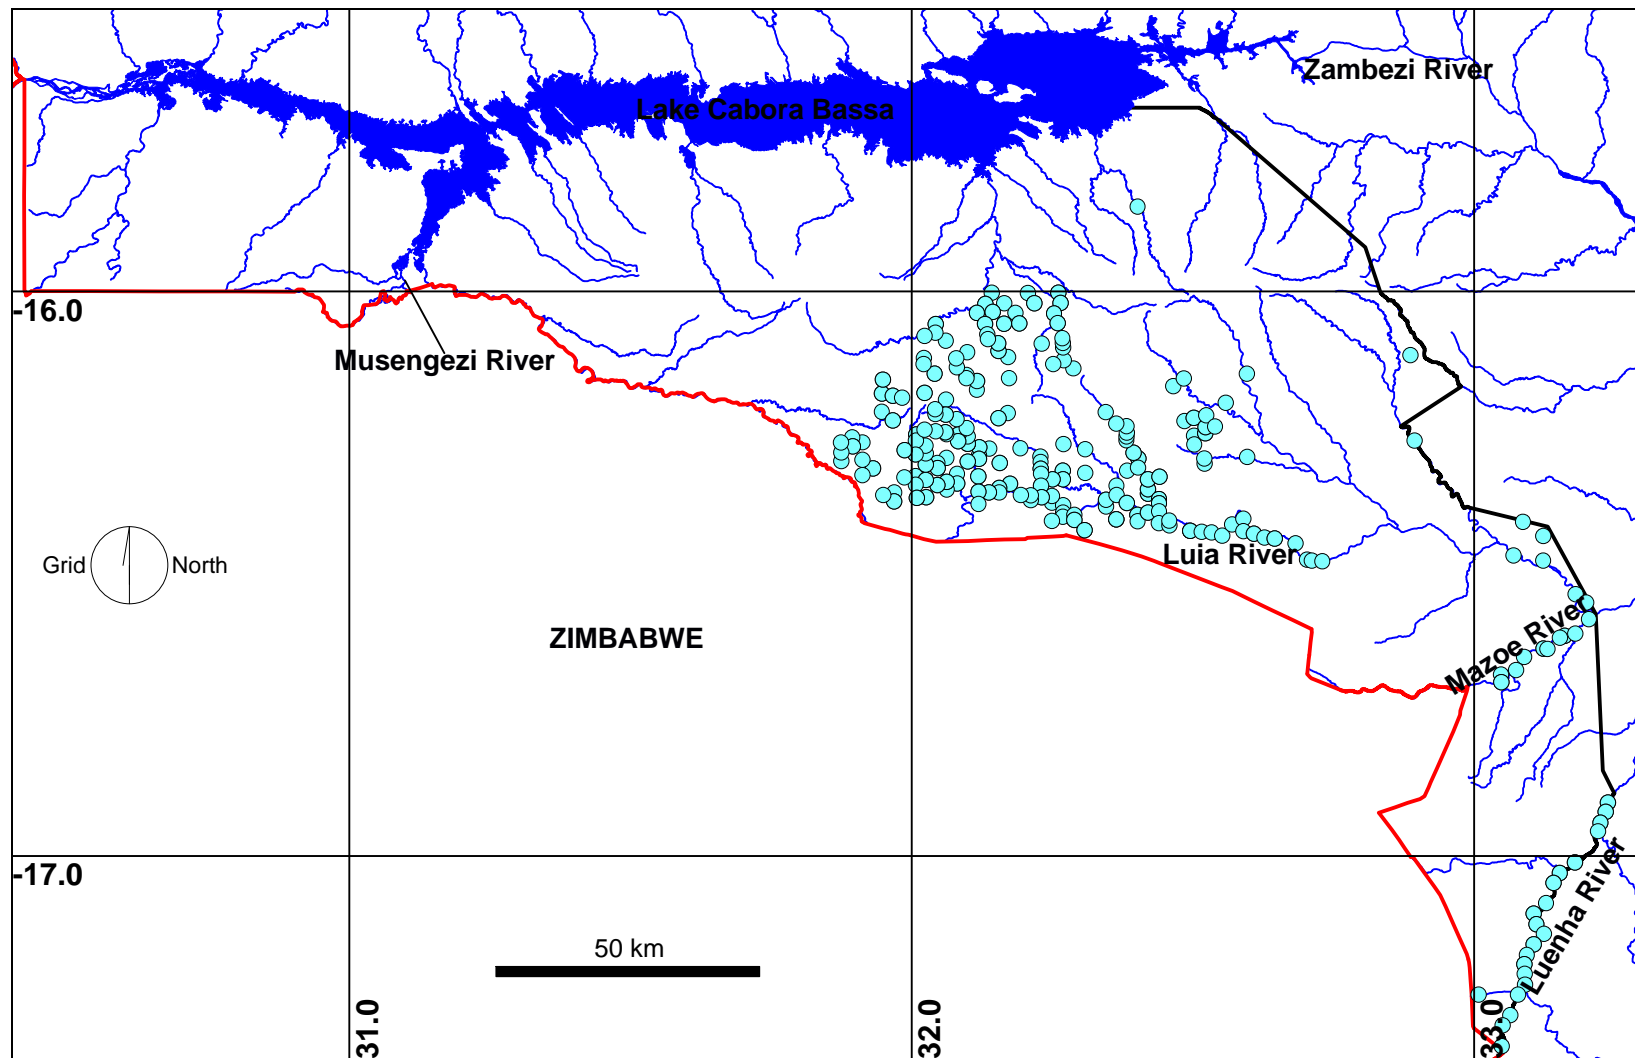 Zambezi River
Lake Cabora Bassa
-16.0
Musengezi River
Luia River
Grid North
ZIMBABWE
Mazoe River
-17.0
Luenha River
50 km
31.0
32.0
33.0